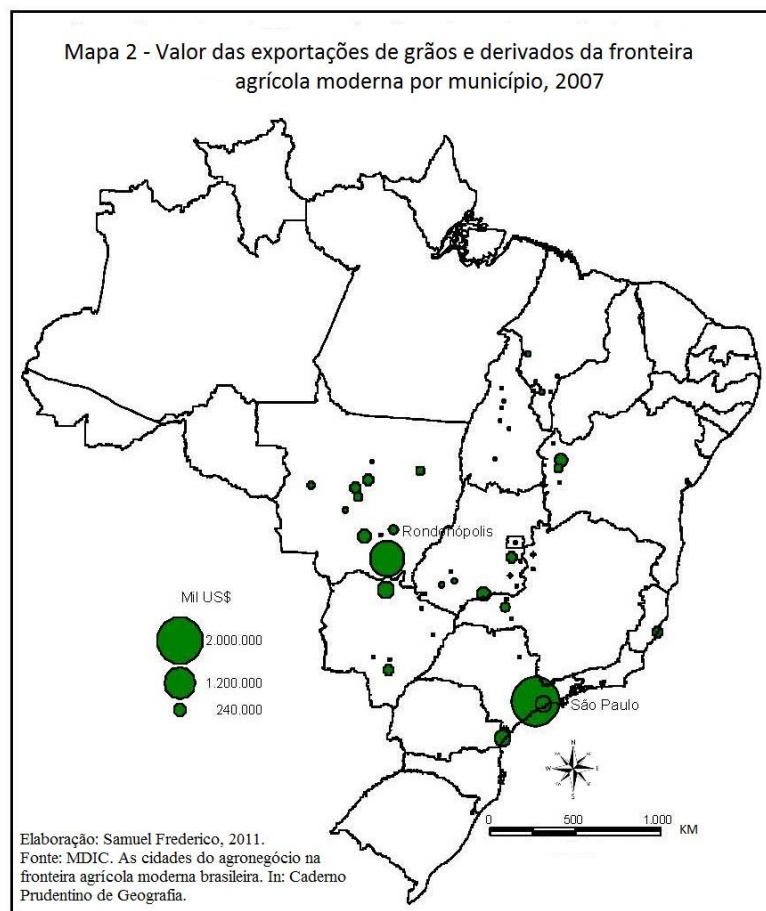 Mapa 2 - Valor das exportações de grãos e derivados da fronteira
agrícola moderna por município, 2007
Rondonópolis
Mil US$
2.000.000
1.200.000
240.000
São Paulo
N
S
0 500 1.000
KM
Elaboração: Samuel Frederico, 2011.
Fonte: MDIC. As cidades do agronegócio na
fronteira agrícola moderna brasileira. In: Caderno
Prudentino de Geografia.